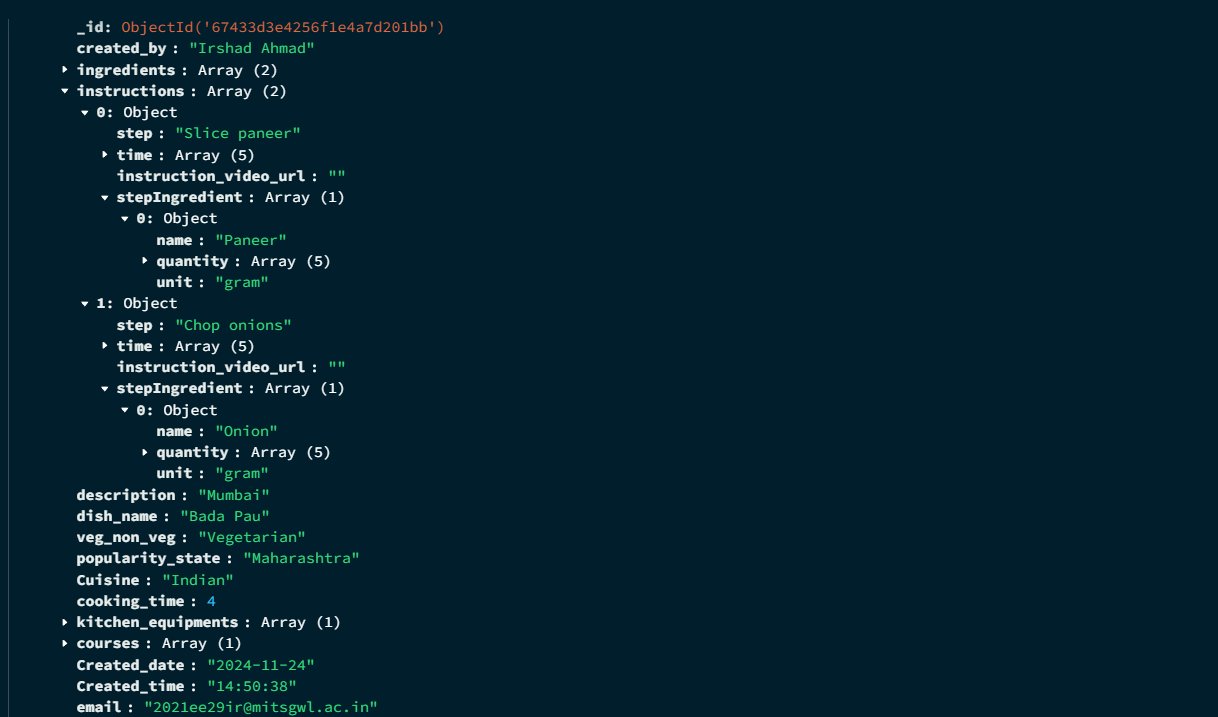 _id: ObjectId('67433d3e4256f1e4a7d201bb')
created_by : "Irshad Ahmad"
ingredients : Array (2)
instructions : Array (2)
0: Object
step : "Slice paneer"
time : Array (5)
instruction_video_url : ""
stepIngredient : Array (1)
0: Object
name : "Paneer"
quantity : Array (5)
unit : "gram"
1: Object
step : "Chop onions"
time : Array (5)
instruction_video_url : ""
stepIngredient : Array (1)
0: Object
name : "Onion"
quantity : Array (5)
unit : "gram"
description : "Mumbai"
dish_name : "Bada Pau"
veg_non_veg : "Vegetarian"
popularity_state : "Maharashtra"
Cuisine : "Indian"
cooking_time : 4
kitchen_equipments : Array (1)
courses : Array (1)
Created_date : "2024-11-24"
Created_time : "14:50:38"
email : "2021ee29ir@mitsgwl.ac.in"